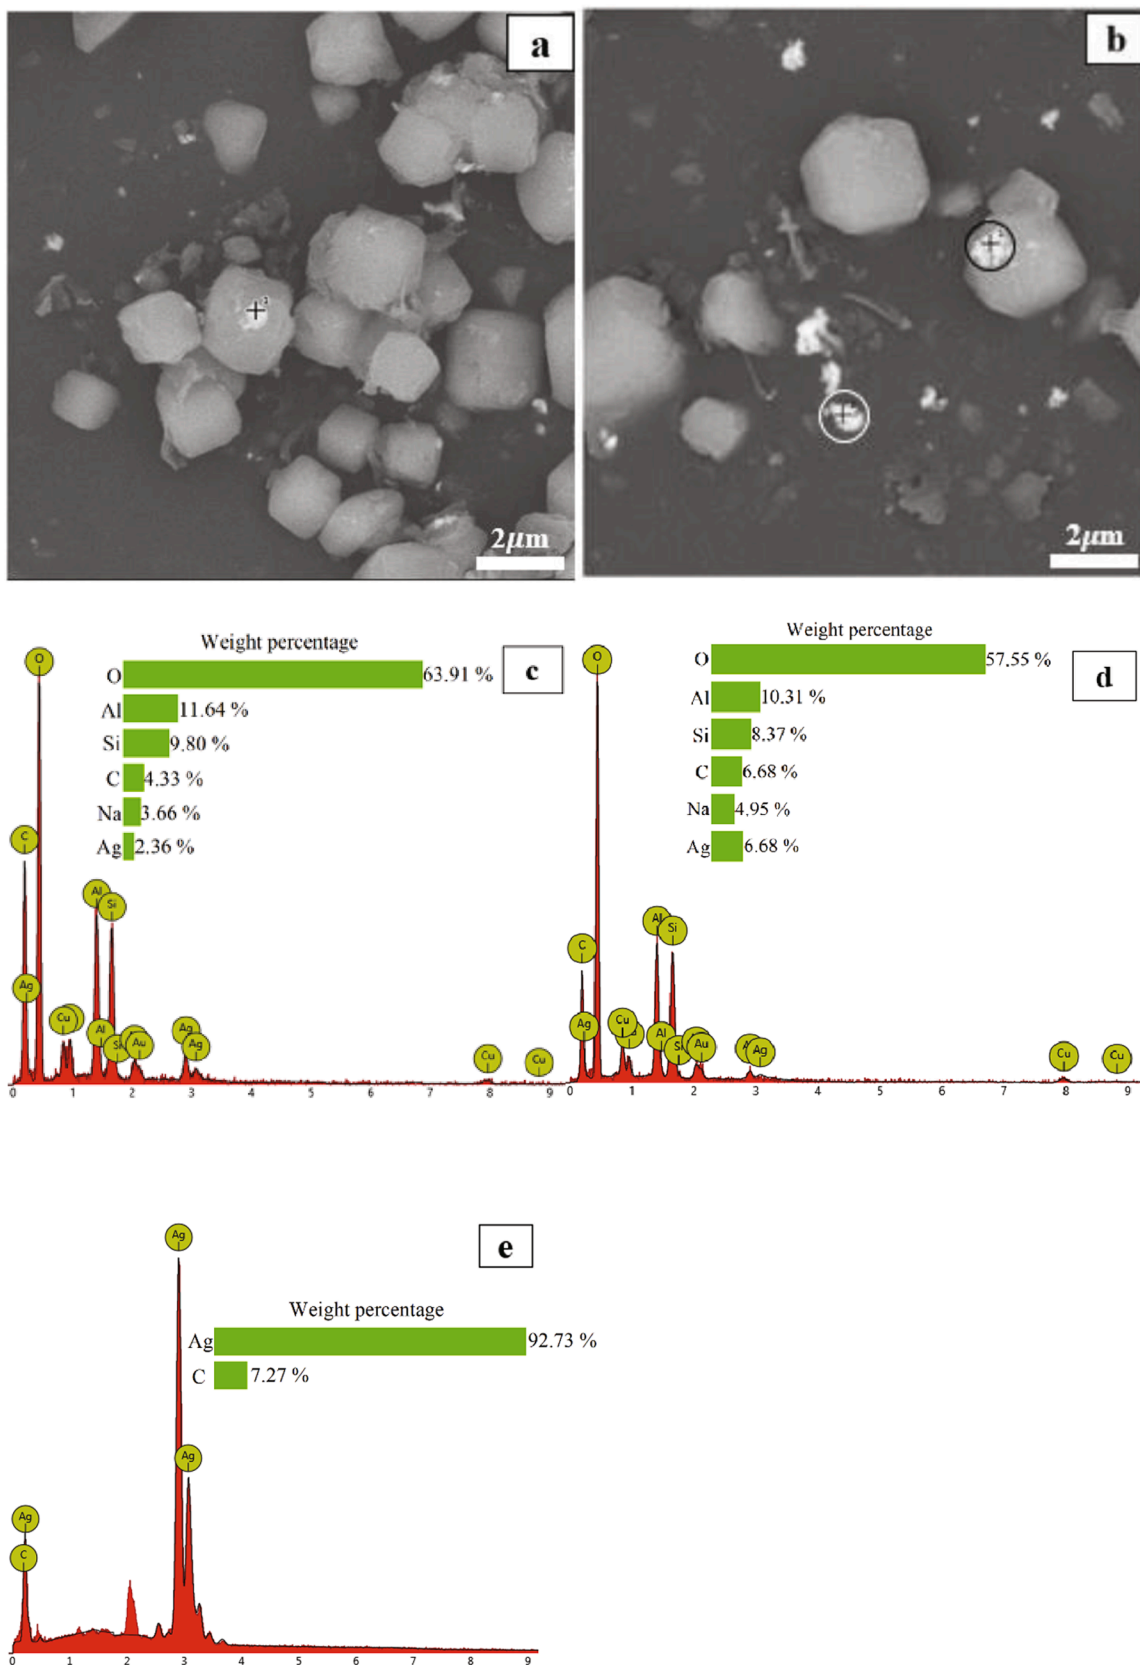 a
b
1
2µm
2µm
Weight percentage
c
O
O 63.91 %
Al 11.64 %
Si 9.80 %
C 4.33 %
Na 3.66 %
Ag 2.36 %
C
Al
Si
Ag
Cu
Al
Si
Au
Ag
Ag
Cu
Cu
0 1 2 3 4 5 6 7 8 9
Weight percentage
d
O
O 57.55 %
Al 10.31 %
Si 8.37 %
C 6.68 %
Na 4.95 %
Ag 6.68 %
C
Al
Si
Ag
Cu
Al
Si
Au
Ag
Cu
Cu
0 1 2 3 4 5 6 7 8 9
e
Ag
Weight percentage
Ag 92.73 %
C 7.27 %
Ag
Ag
C
0 1 2 3 4 5 6 7 8 9